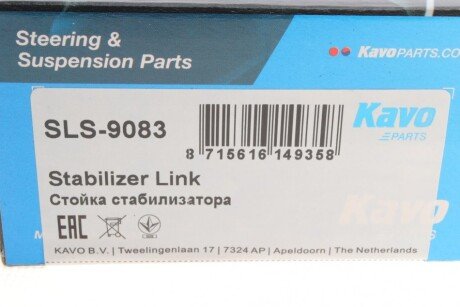 Steering &
Suspension Parts
KavoPARTS.CO
SLS-9083
Kavo
PARTS
8 715616 149358
Stabilizer Link
Стойка стабилизатора
EAC
Kavo
KAVO B.V. | Tweelingenlaan 17 | 7324 AP | Apeldoorn | The Netherlands